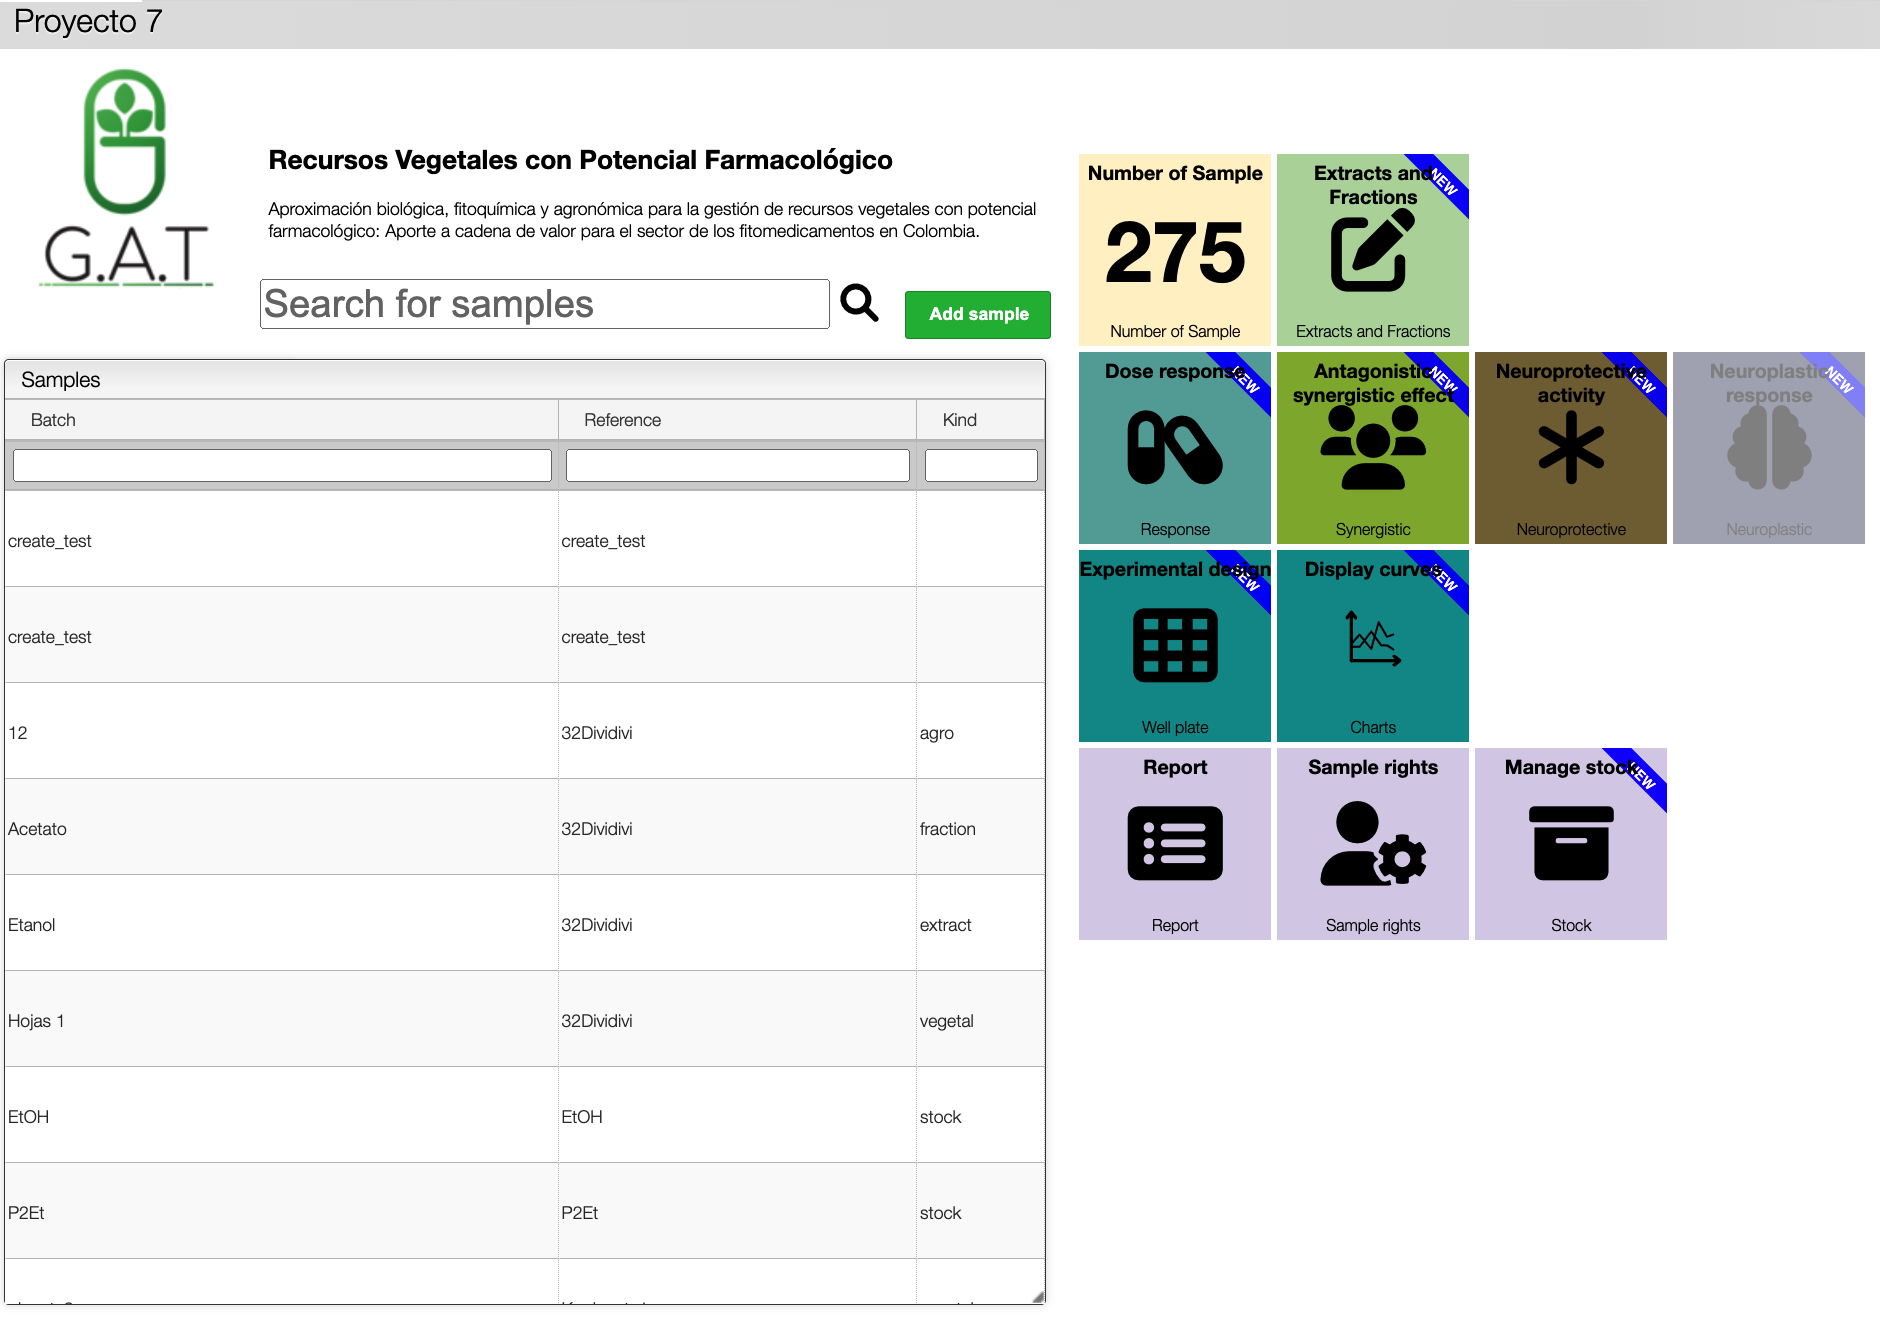 Proyecto 7
G.A.T
Recursos Vegetales con Potencial Farmacológico
Aproximación biológica, fitoquímica y agronómica para la gestión de recursos vegetales con potencial
farmacológico: Aporte a cadena de valor para el sector de los fitomedicamentos en Colombia.
Search for samples
Add sample
Samples
Batch Reference Kind
create_test create_test
create_test create_test
12 32Dividivi agro
Acetato 32Dividivi fraction
Etanol 32Dividivi extract
Hojas 1 32Dividivi vegetal
EtOH EtOH stock
P2Et P2Et stock
Number of Sample
275
Number of Sample
Extracts and
Fractions
NEW
Extracts and Fractions
Dose response
NEW
Response
Antagonistic
synergistic effect
NEW
Synergistic
Neuroprotective
activity
NEW
Neuroprotective
Neuroplastic
response
NEW
Neuroplastic
Experimental design
NEW
Well plate
Display curves
NEW
Charts
Report
Report
Sample rights
Sample rights
Manage stock
NEW
Stock